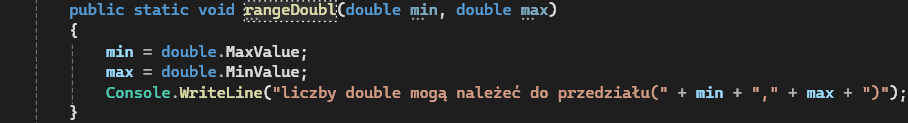 public static void rangeDoubl(double min, double max)
{
min = double.MaxValue;
max = double.MinValue;
Console.WriteLine("liczby double mogą należeć do przedziału(" + min + "," + max + ")");
}